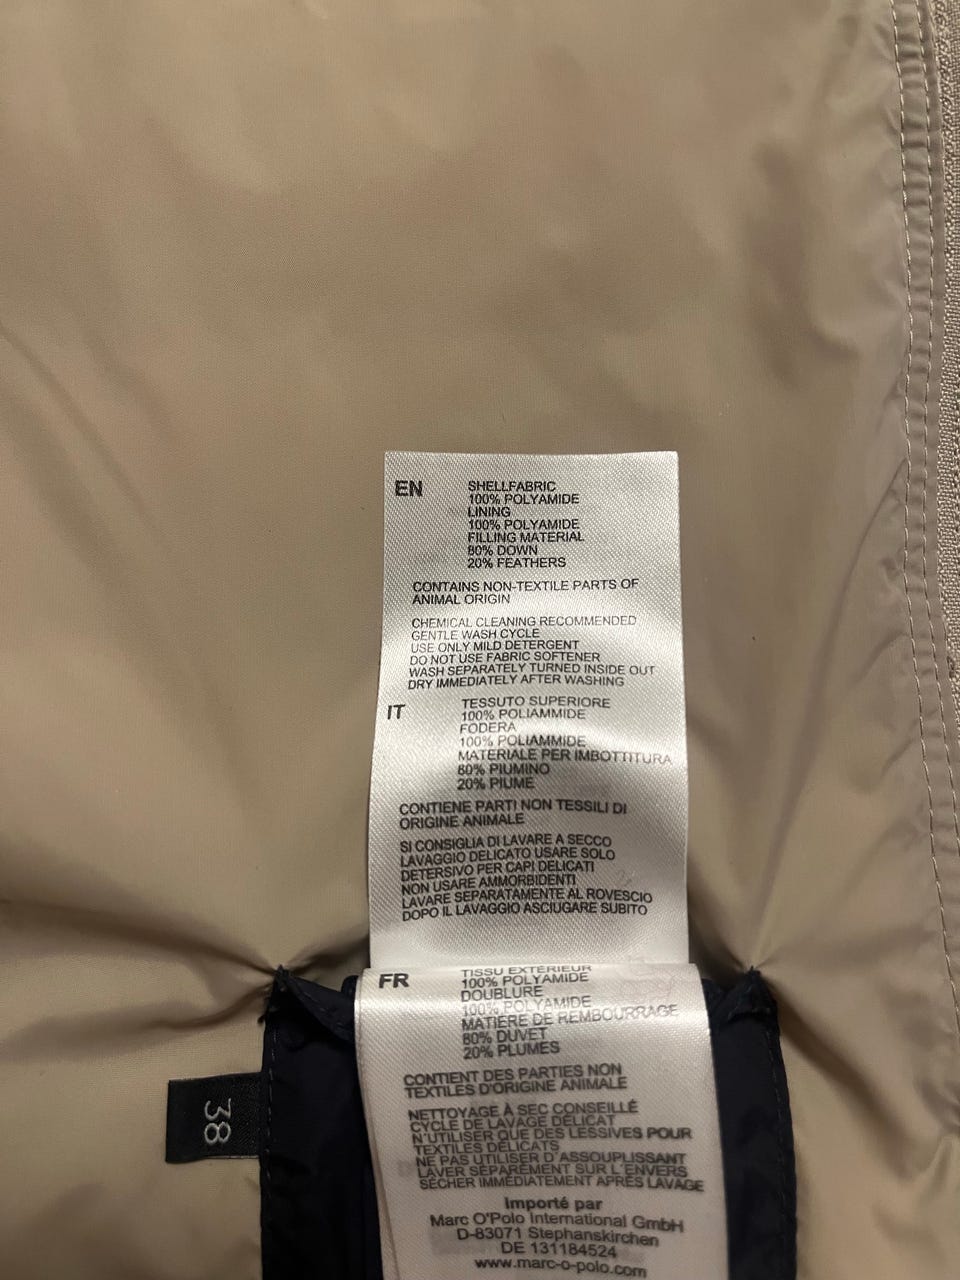 EN
SHELLFABRIC
100% POLYAMIDE
LINING
100% POLYAMIDE
FILLING MATERIAL
80% DOWN
20% FEATHERS
CONTAINS NON-TEXTILE PARTS OF
ANIMAL ORIGIN
CHEMICAL CLEANING RECOMMENDED
GENTLE WASH CYCLE
USE ONLY MILD DETERGENT
DO NOT USE FABRIC SOFTENER
WASH SEPARATELY TURNED INSIDE OUT
DRY IMMEDIATELY AFTER WASHING
IT
TESSUTO SUPERIORE
100% POLIAMMIDE
FODERA
100% POLIAMMIDE
MATERIALE PER IMBOTTITURA
80% PIUMINO
20% PIUME
CONTIENE PARTI NON TESSILI DI
ORIGINE ANIMALE
SI CONSIGLIA DI LAVARE A SECCO
LAVAGGIO DELICATO USARE SOLO
DETERSIVO PER CAPI DELICATI
NON USARE AMMORBIDENTI
LAVARE SEPARATAMENTE AL ROVESCIO
DOPO IL LAVAGGIO ASCIUGARE SUBITO
FR
TISSU EXTERIEUR
100% POLYAMIDE
DOUBLURE
100% POLYAMIDE
MATIÈRE DE REMBOURRAGE
80% DUVET
20% PLUMES
CONTIENT DES PARTIES NON
TEXTILES D'ORIGINE ANIMALE
NETTOYAGE À SEC CONSEILLÉ
CYCLE DE LAVAGE DÉLICAT
N'UTILISER QUE DES LESSIVES POUR
TEXTILES DÉLICATS
NE PAS UTILISER D'ASSOUPLISSANT
LAVER SÉPARÉMENT SUR L'ENVERS
SÉCHER IMMÉDIATEMENT APRÈS LAVAGE
Importé par
Marc O'Polo International GmbH
D-83071 Stephanskirchen
DE 131184524
www.marc-o-polo.com
38